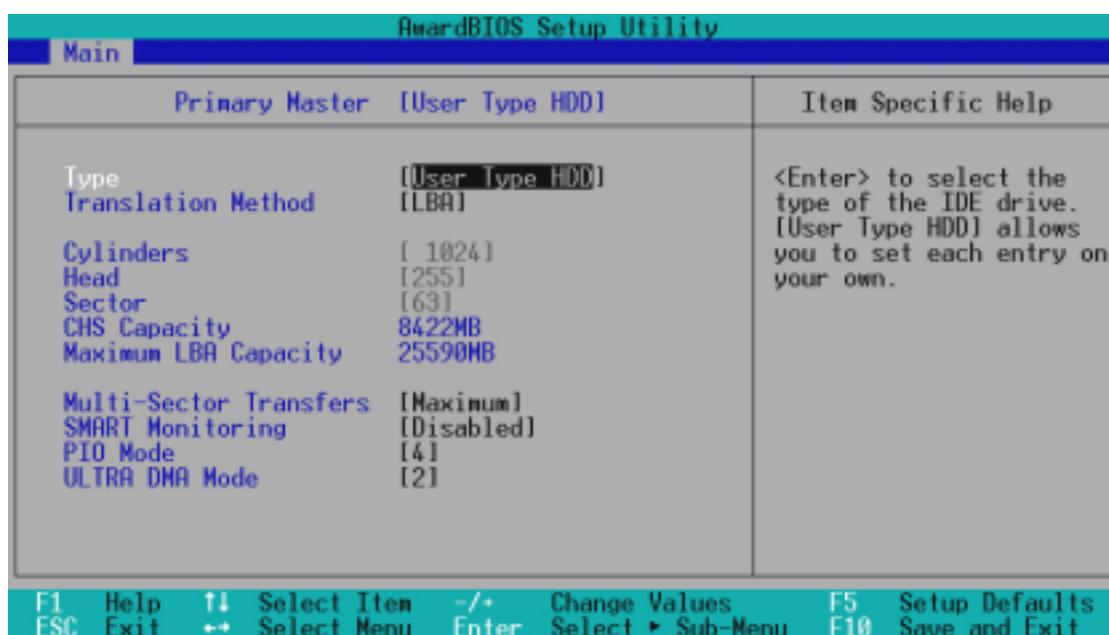 AwardBIOS Setup Utility
Main
Primary Master [User Type HDD]
Item Specific Help
Type [User Type HDD]
Translation Method [LBA]
Cylinders [ 1024]
Head [255]
Sector [63]
CHS Capacity 8422MB
Maximum LBA Capacity 25590MB
Multi-Sector Transfers [Maximum]
SMART Monitoring [Disabled]
PIO Mode [4]
ULTRA DMA Mode [2]
<Enter> to select the
type of the IDE drive.
[User Type HDD] allows
you to set each entry on
your own.
F1 Help ↑↓ Select Item -/+ Change Values F5 Setup Defaults
ESC Exit ←→ Select Menu Enter Select ► Sub-Menu F10 Save and Exit